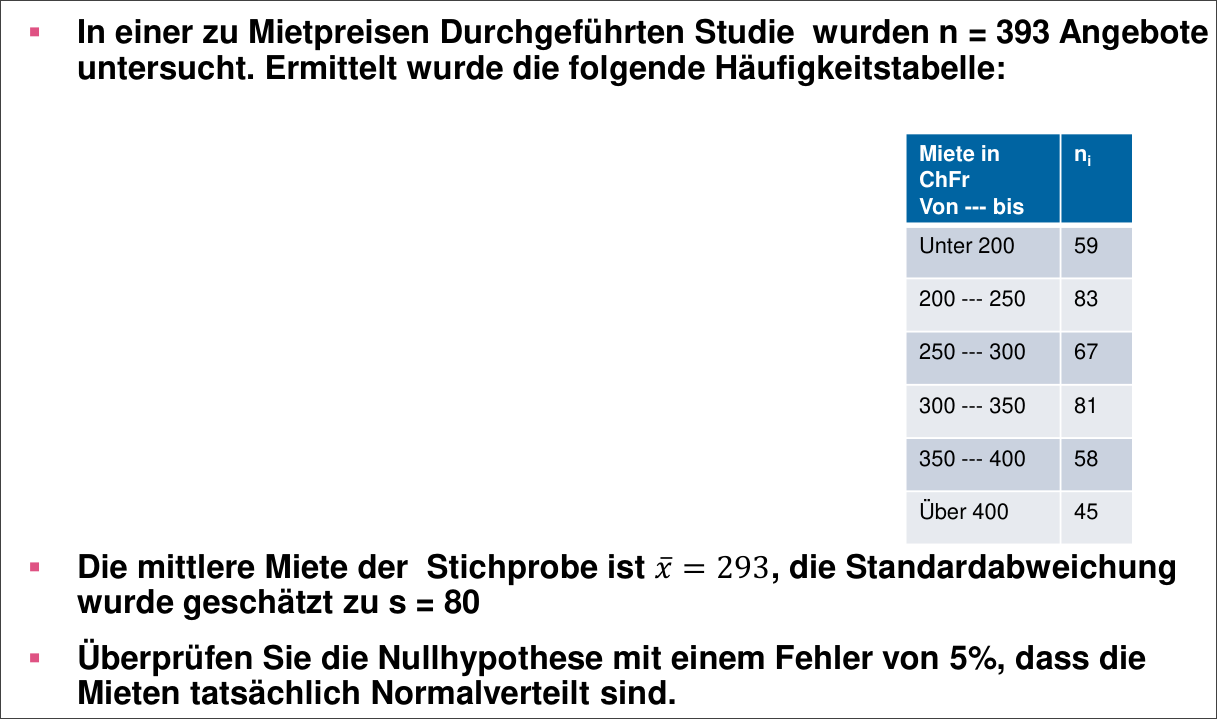 In einer zu Mietpreisen Durchgeführten Studie  wurden n = 393 Angebote
untersucht. Ermittelt wurde die folgende Häufigkeitstabelle:
Miete in
ChFr
Von --- bis
nᵢ
Unter 200 59
200 --- 250 83
250 --- 300 67
300 --- 350 81
350 --- 400 58
Über 400 45
Die mittlere Miete der  Stichprobe ist x̄ = 293, die Standardabweichung
wurde geschätzt zu s = 80
Überprüfen Sie die Nullhypothese mit einem Fehler von 5%, dass die
Mieten tatsächlich Normalverteilt sind.